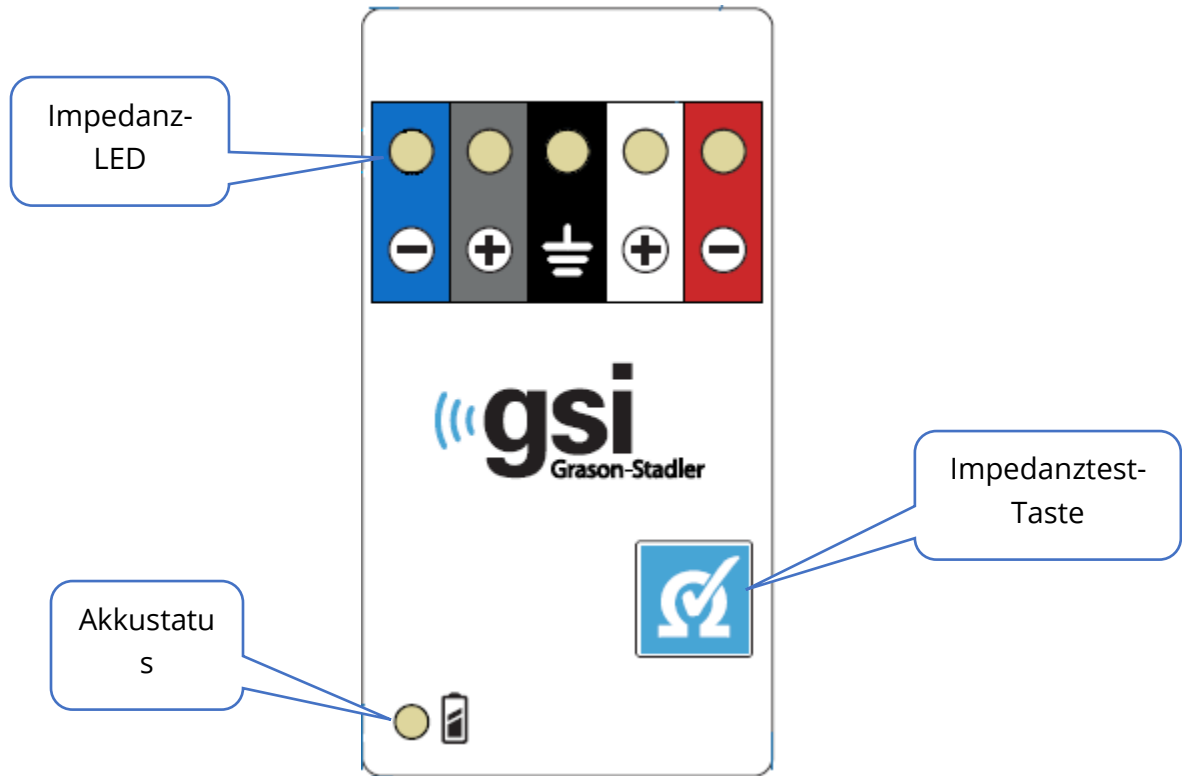 Impedanz-
LED
gsi
Grason-Stadler
Impedanztest-
Taste
Akkustatu
s